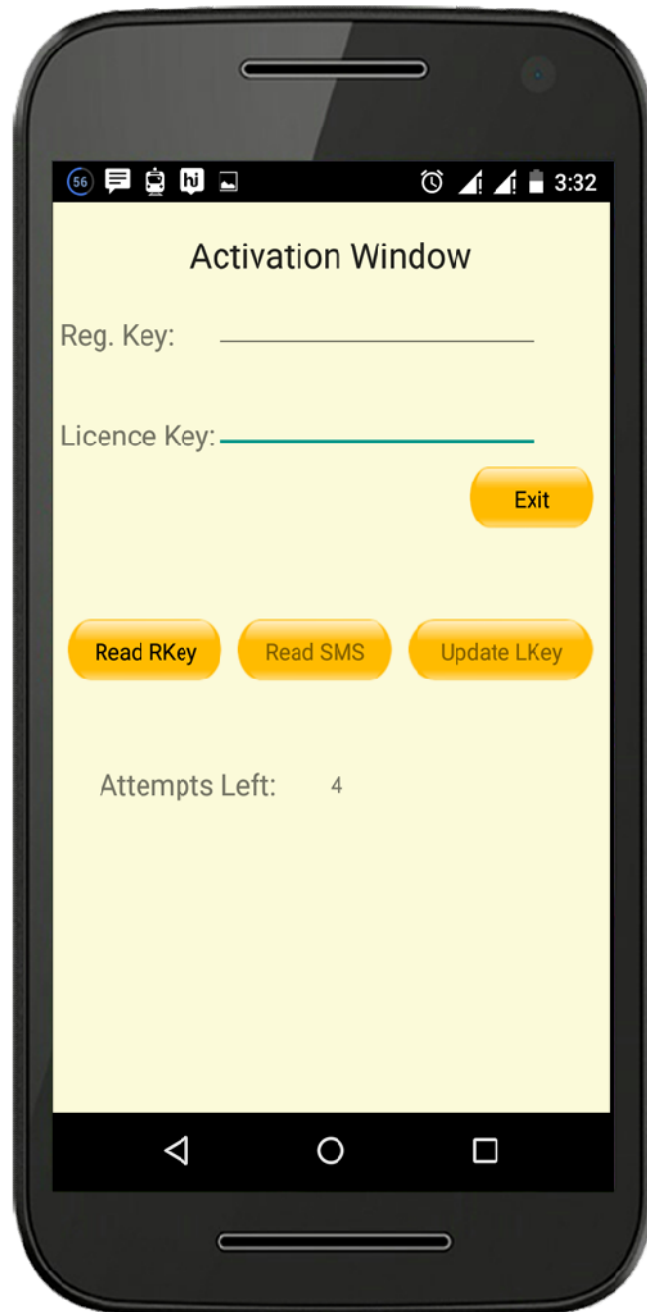 56 hi 3:32
Activation Window
Reg. Key:
Licence Key:
Exit
Read RKey Read SMS Update LKey
Attempts Left: 4